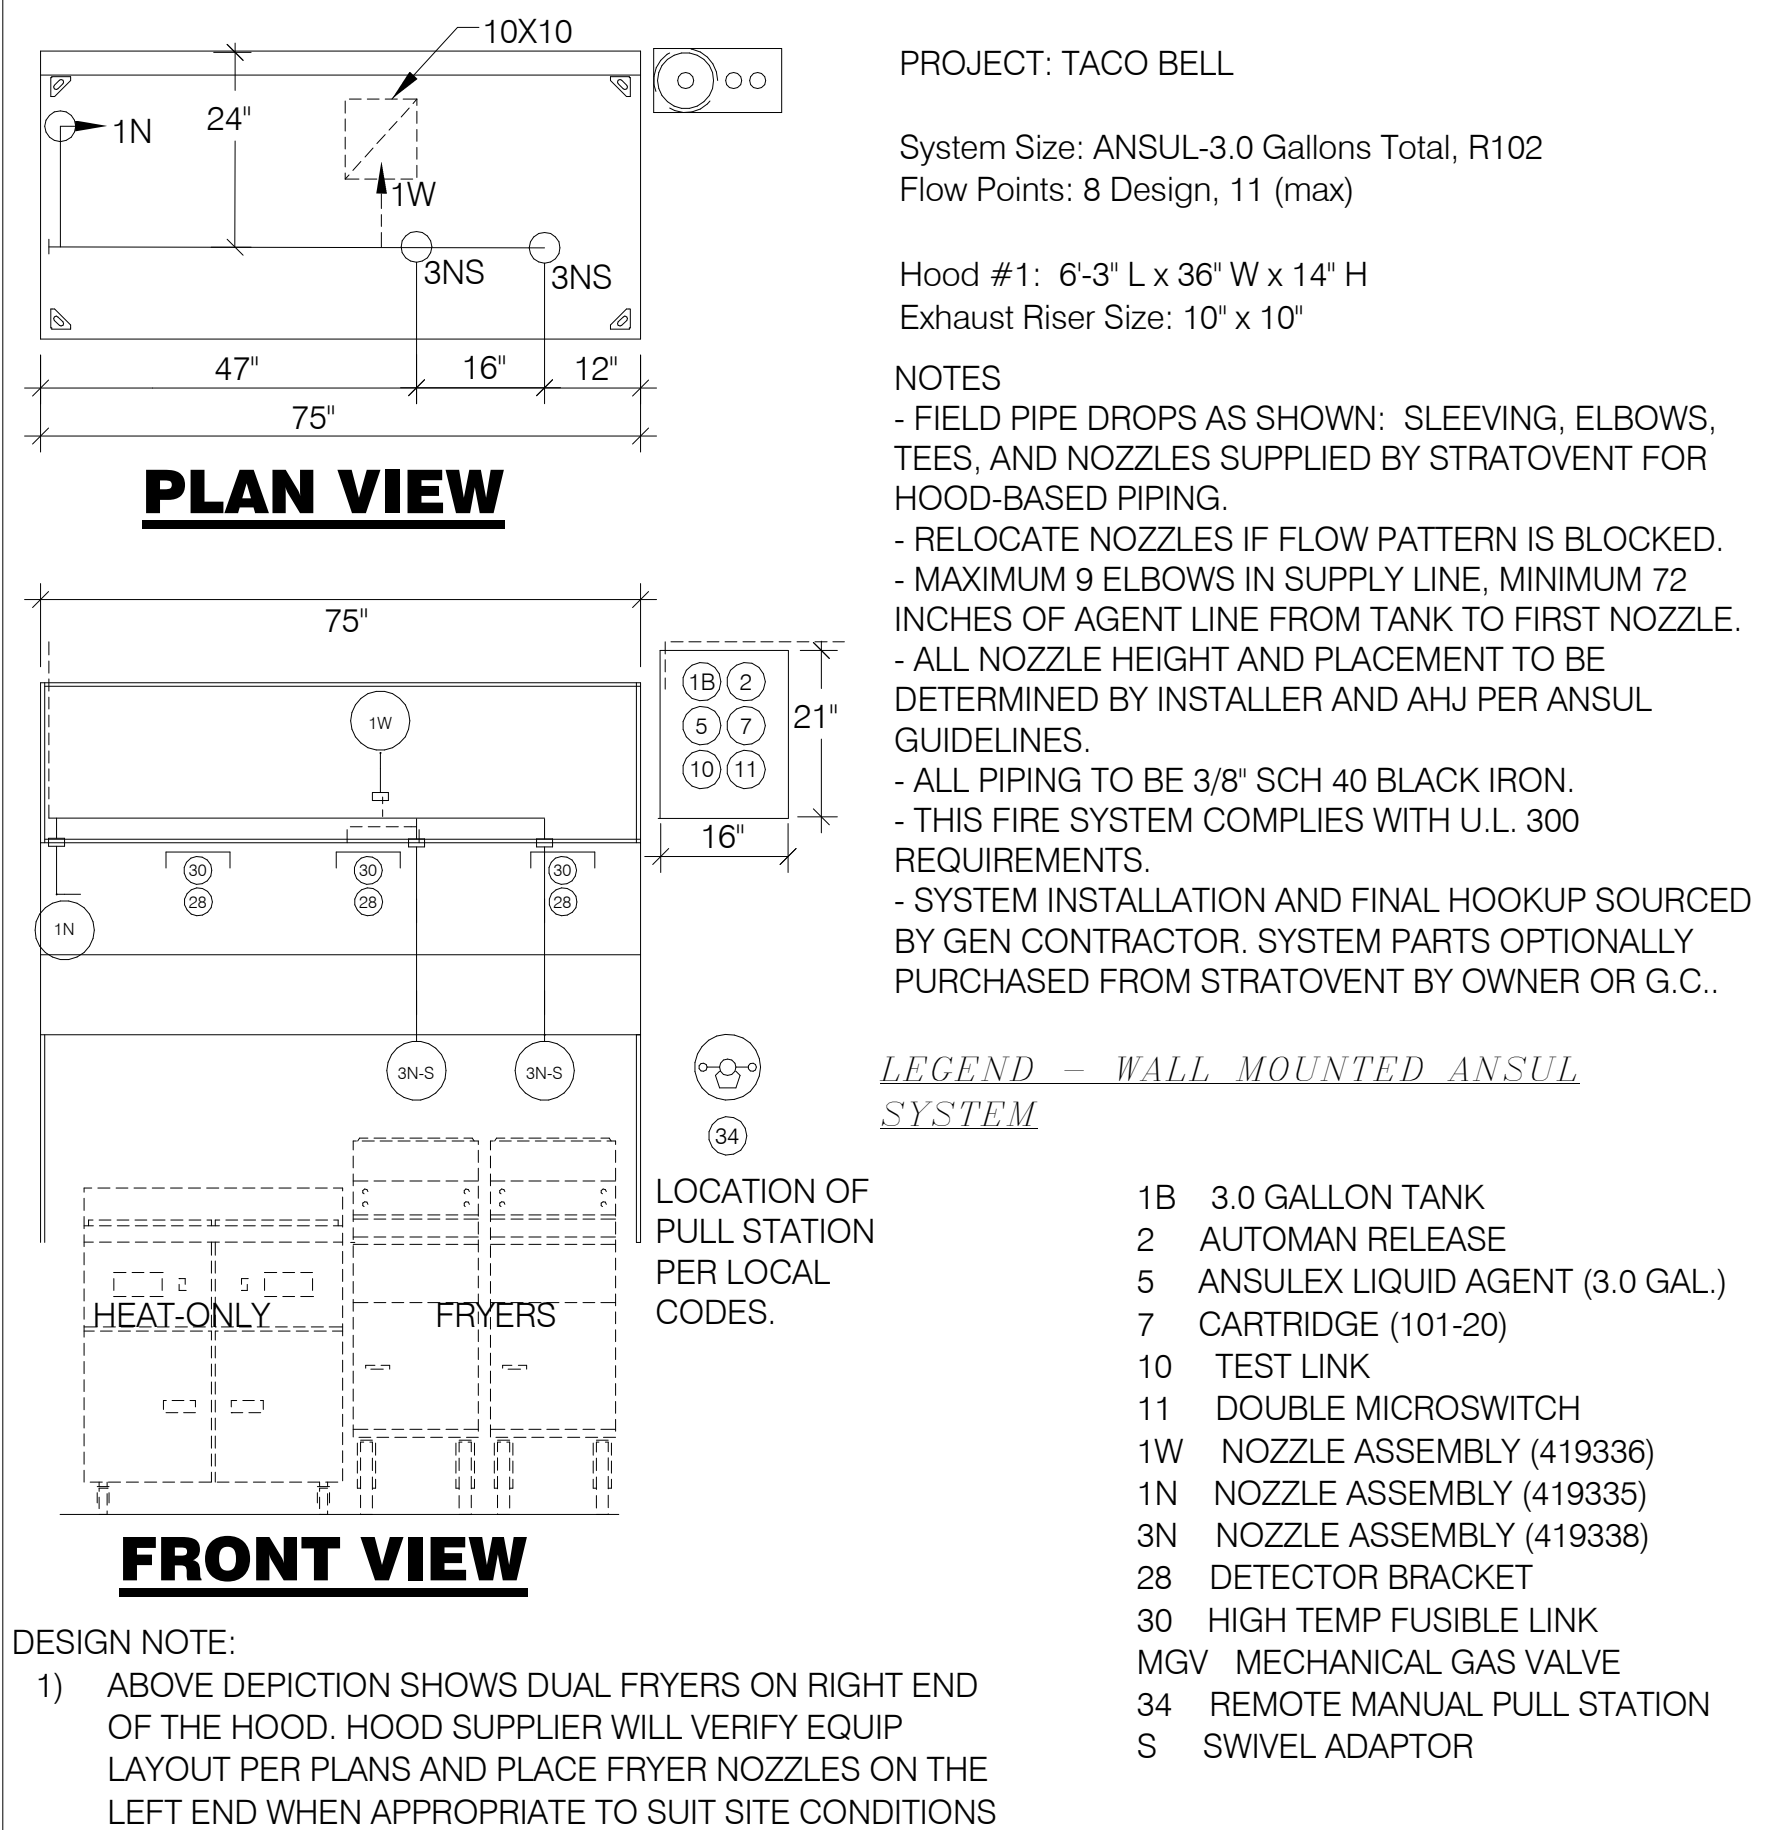 10X10
24"
1N
1W
3NS
3NS
47"
16"
12"
75"
PLAN VIEW
75"
1W
1B
2
5
7
10
11
21"
16"
30
28
30
28
30
28
1N
3N-S
3N-S
34
LOCATION OF
PULL STATION
PER LOCAL
CODES.
HEAT-ONLY
FRYERS
FRONT VIEW
DESIGN NOTE:
1) ABOVE DEPICTION SHOWS DUAL FRYERS ON RIGHT END
OF THE HOOD. HOOD SUPPLIER WILL VERIFY EQUIP
LAYOUT PER PLANS AND PLACE FRYER NOZZLES ON THE
LEFT END WHEN APPROPRIATE TO SUIT SITE CONDITIONS
PROJECT: TACO BELL
System Size: ANSUL-3.0 Gallons Total, R102
Flow Points: 8 Design, 11 (max)
Hood #1: 6'-3" L x 36" W x 14" H
Exhaust Riser Size: 10" x 10"
NOTES
- FIELD PIPE DROPS AS SHOWN: SLEEVING, ELBOWS,
TEES, AND NOZZLES SUPPLIED BY STRATOVENT FOR
HOOD-BASED PIPING.
- RELOCATE NOZZLES IF FLOW PATTERN IS BLOCKED.
- MAXIMUM 9 ELBOWS IN SUPPLY LINE, MINIMUM 72
INCHES OF AGENT LINE FROM TANK TO FIRST NOZZLE.
- ALL NOZZLE HEIGHT AND PLACEMENT TO BE
DETERMINED BY INSTALLER AND AHJ PER ANSUL
GUIDELINES.
- ALL PIPING TO BE 3/8" SCH 40 BLACK IRON.
- THIS FIRE SYSTEM COMPLIES WITH U.L. 300
REQUIREMENTS.
- SYSTEM INSTALLATION AND FINAL HOOKUP SOURCED
BY GEN CONTRACTOR. SYSTEM PARTS OPTIONALLY
PURCHASED FROM STRATOVENT BY OWNER OR G.C..
LEGEND - WALL MOUNTED ANSUL
SYSTEM
1B 3.0 GALLON TANK
2 AUTOMAN RELEASE
5 ANSULEX LIQUID AGENT (3.0 GAL.)
7 CARTRIDGE (101-20)
10 TEST LINK
11 DOUBLE MICROSWITCH
1W NOZZLE ASSEMBLY (419336)
1N NOZZLE ASSEMBLY (419335)
3N NOZZLE ASSEMBLY (419338)
28 DETECTOR BRACKET
30 HIGH TEMP FUSIBLE LINK
MGV MECHANICAL GAS VALVE
34 REMOTE MANUAL PULL STATION
S SWIVEL ADAPTOR